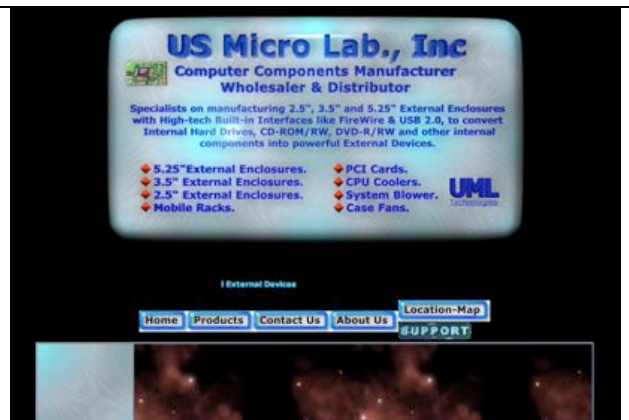 US Micro Lab., Inc
Computer Components Manufacturer
Wholesaler & Distributor
Specialists on manufacturing 2.5", 3.5" and 5.25" External Enclosures
with High-tech Built-in Interfaces like FireWire & USB 2.0, to convert
Internal Hard Drives, CD-ROM/RW, DVD-R/RW and other internal
components into powerful External Devices.
5.25"External Enclosures.
3.5" External Enclosures.
2.5" External Enclosures.
Mobile Racks.
PCI Cards.
CPU Coolers.
System Blower.
Case Fans.
UML
Technologies
l External Devices
Home Products Contact Us About Us Location-Map
SUPPORT